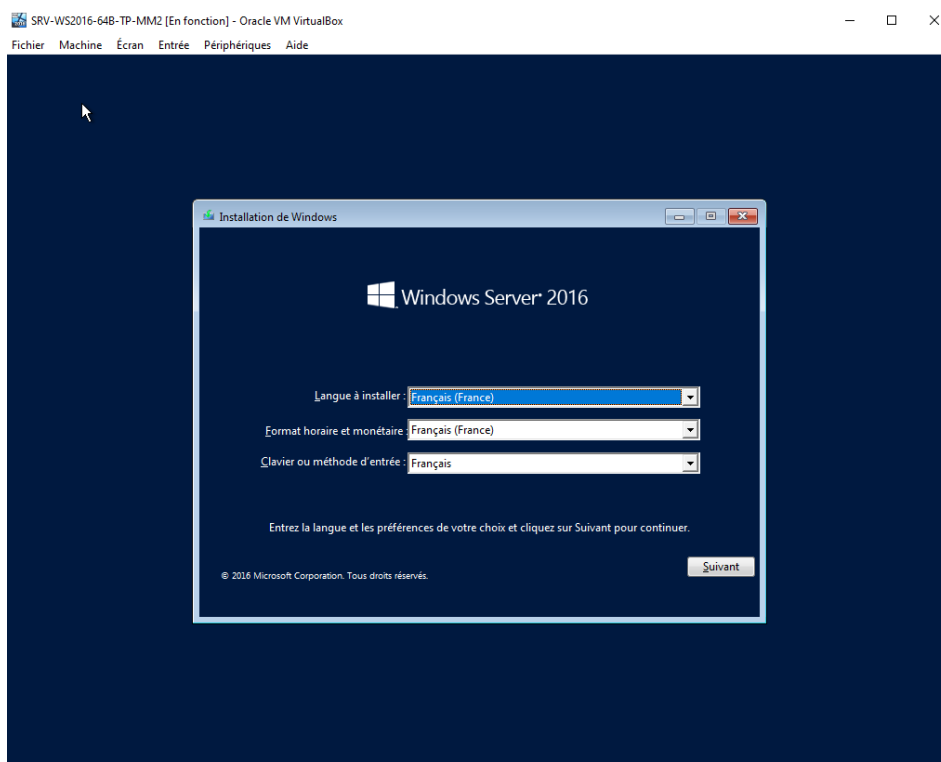 SRV-WS2016-64B-TP-MM2 [En fonction] - Oracle VM VirtualBox
Fichier Machine Écran Entrée Périphériques Aide
Installation de Windows
Windows Server® 2016
Langue à installer : Français (France)
Format horaire et monétaire : Français (France)
Clavier ou méthode d'entrée : Français
Entrez la langue et les préférences de votre choix et cliquez sur Suivant pour continuer.
Suivant
© 2016 Microsoft Corporation. Tous droits réservés.